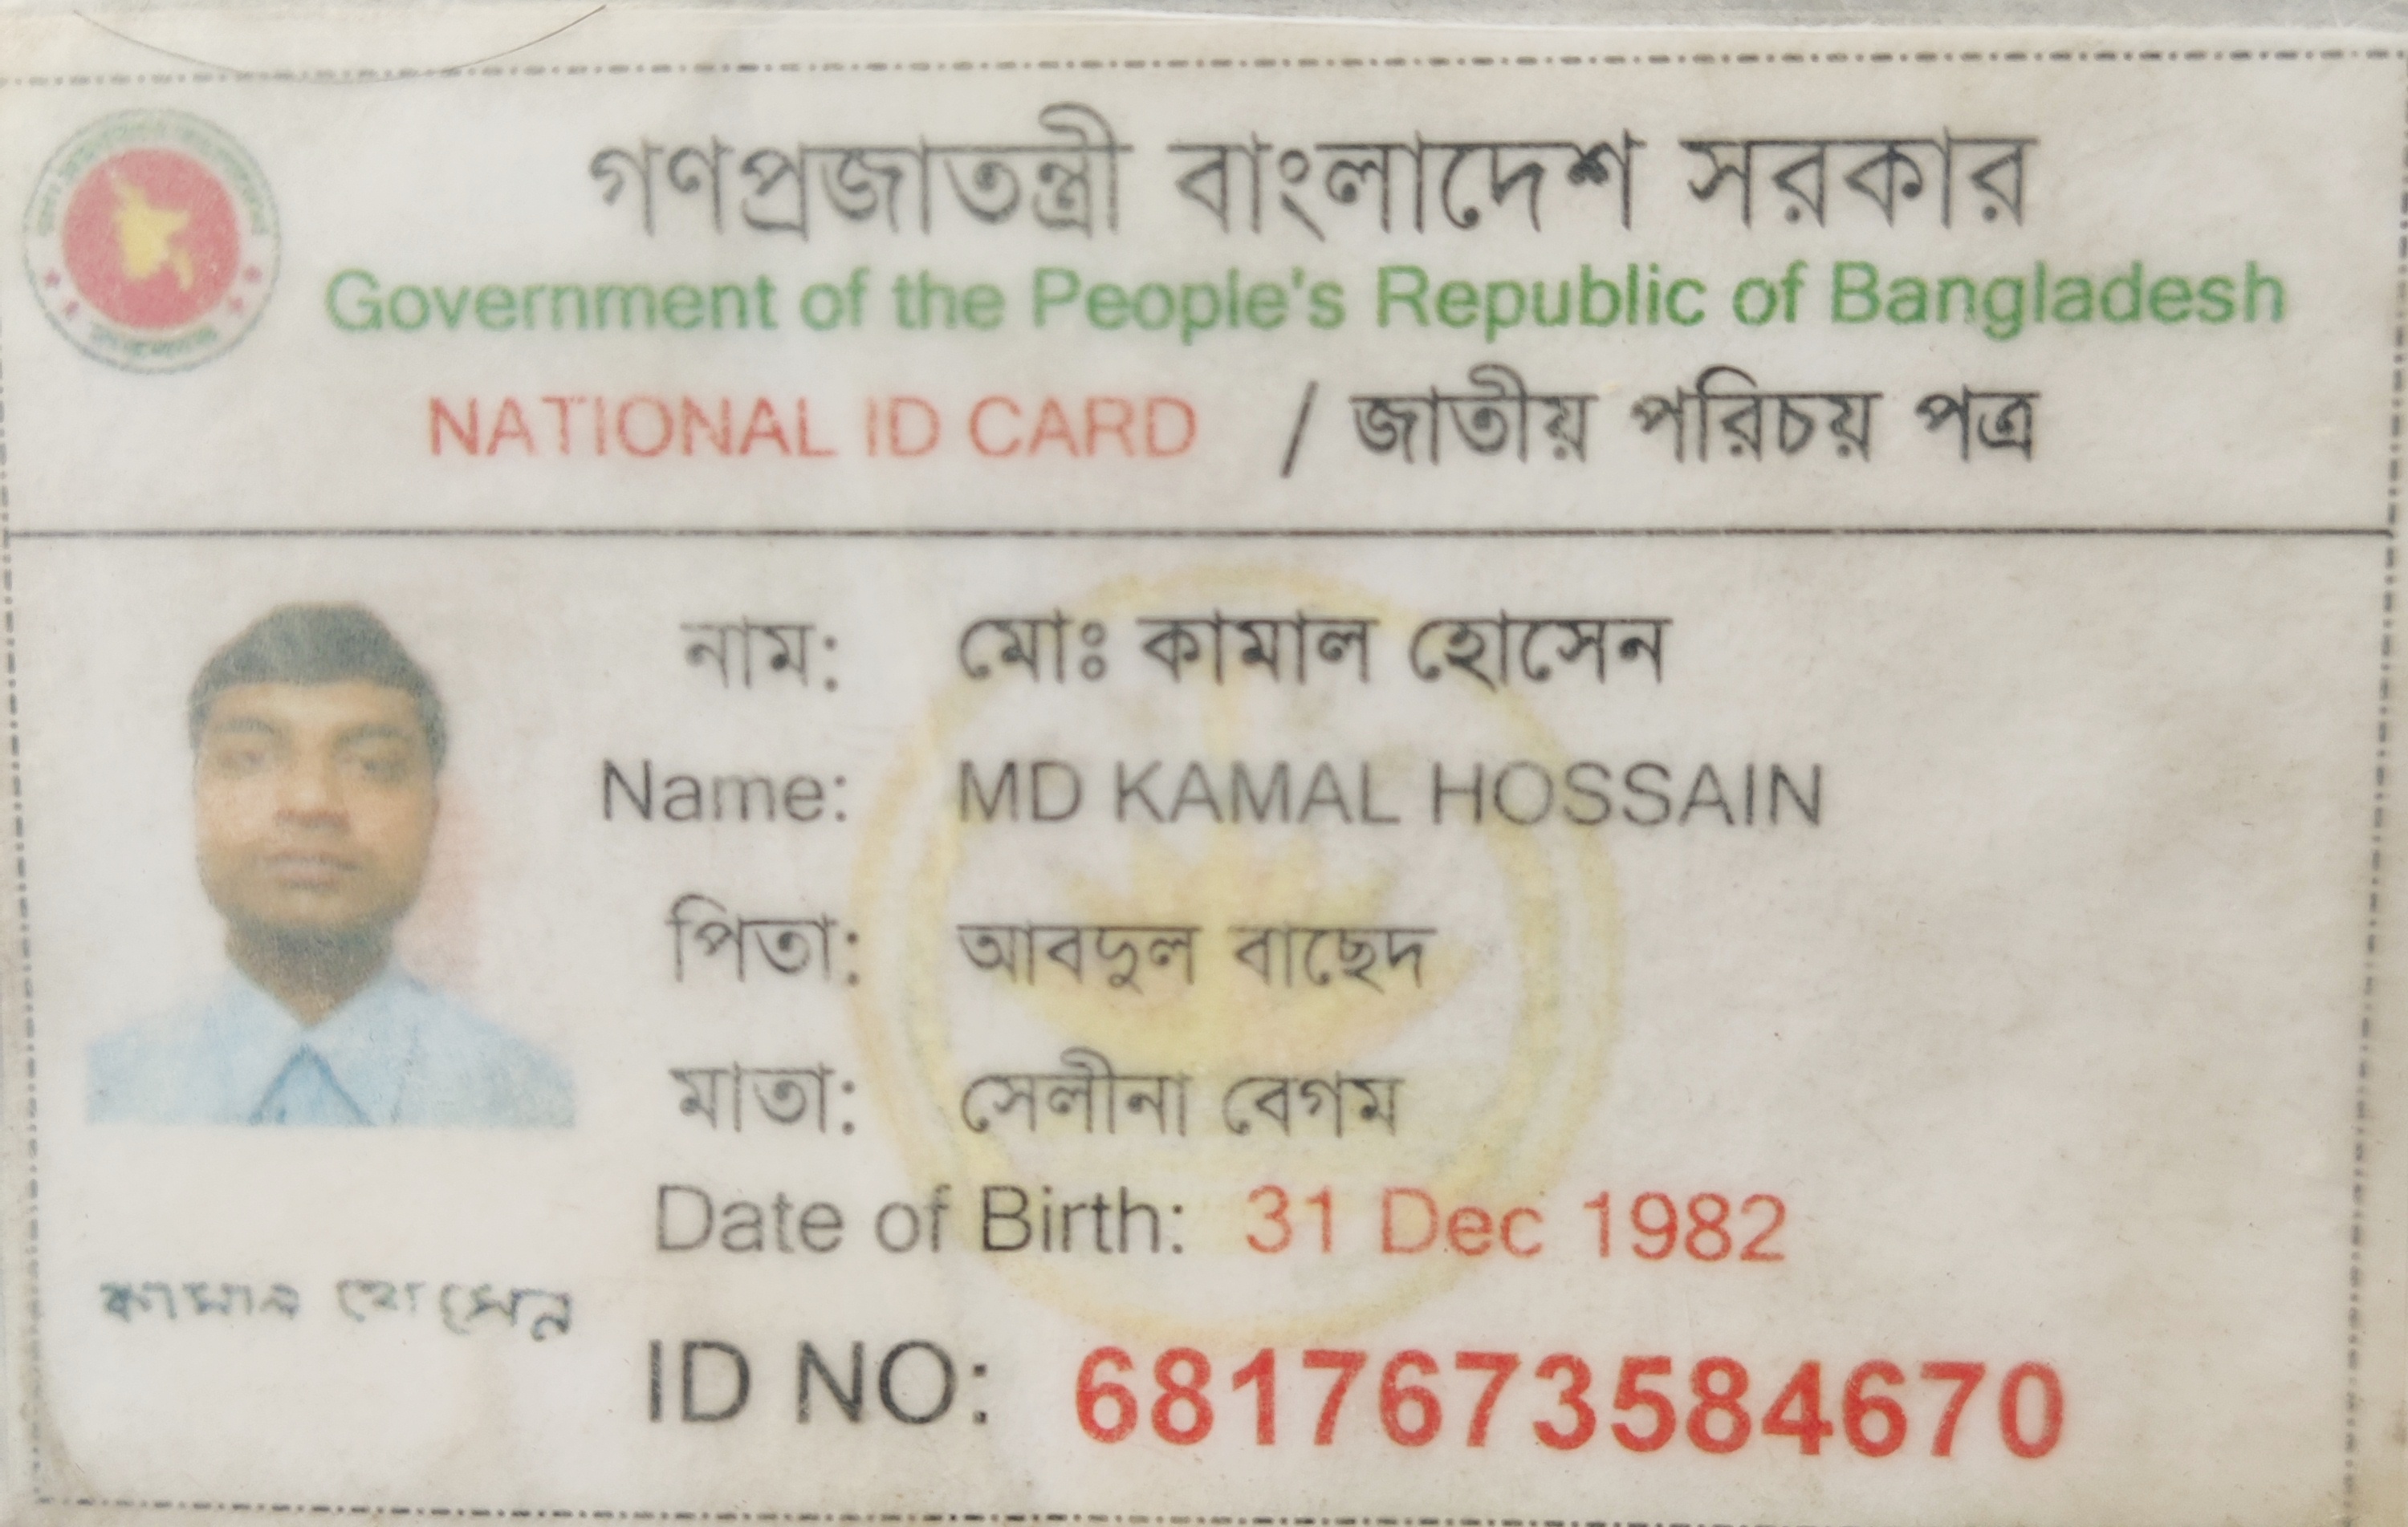 গণপ্রজাতন্ত্রী বাংলাদেশ সরকার
Government of the People's Republic of Bangladesh
NATIONAL ID CARD / জাতীয় পরিচয় পত্র
নাম: মোঃ কামাল হোসেন
Name: MD KAMAL HOSSAIN
পিতা: আবদুল বাছেদ
মাতা: সেলীনা বেগম
Date of Birth: 31 Dec 1982
কামাল হোসেন
ID NO: 6817673584670